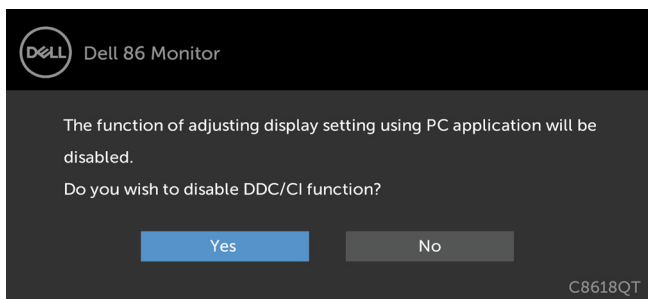 DELL Dell 86 Monitor
The function of adjusting display setting using PC application will be
disabled.
Do you wish to disable DDC/CI function?
Yes No
C8618QT